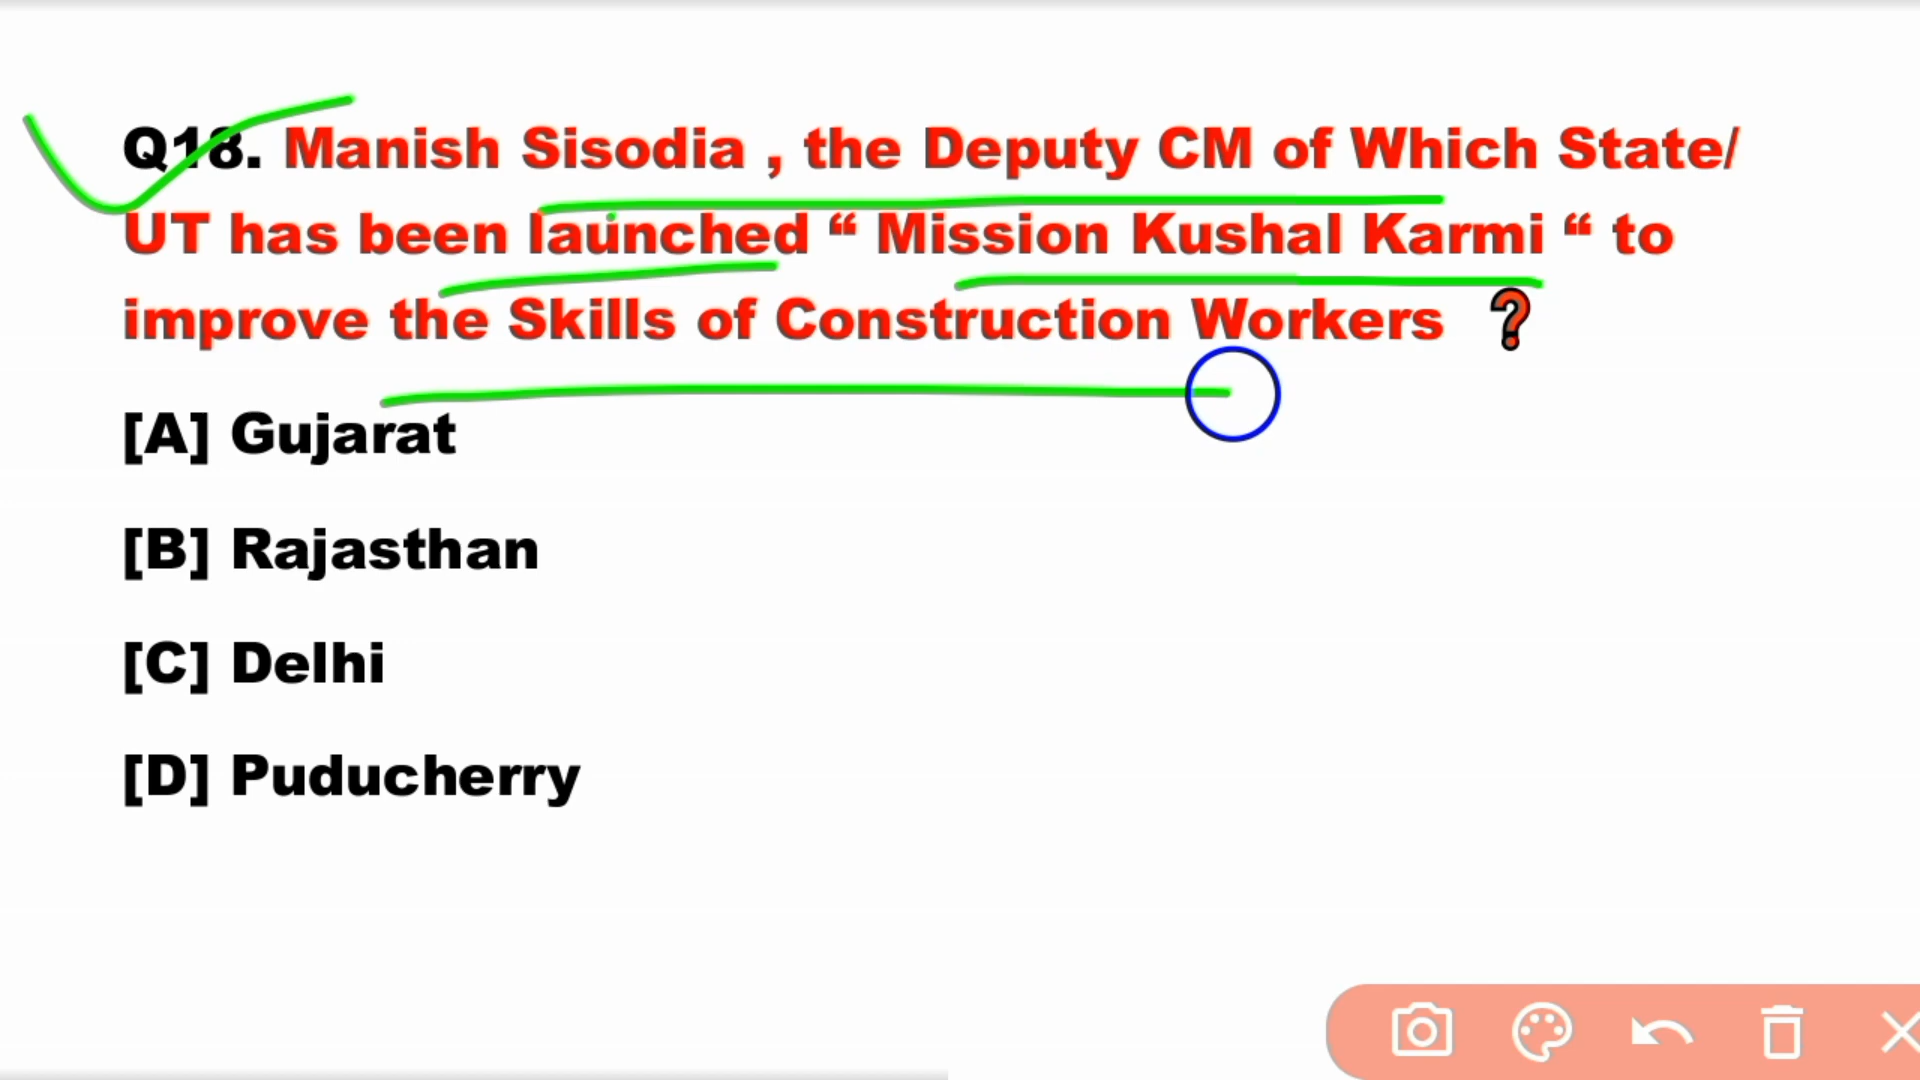 Q18. Manish Sisodia , the Deputy CM of Which State/
UT has been launched “ Mission Kushal Karmi “ to
improve the Skills of Construction Workers ?
[A] Gujarat
[B] Rajasthan
[C] Delhi
[D] Puducherry